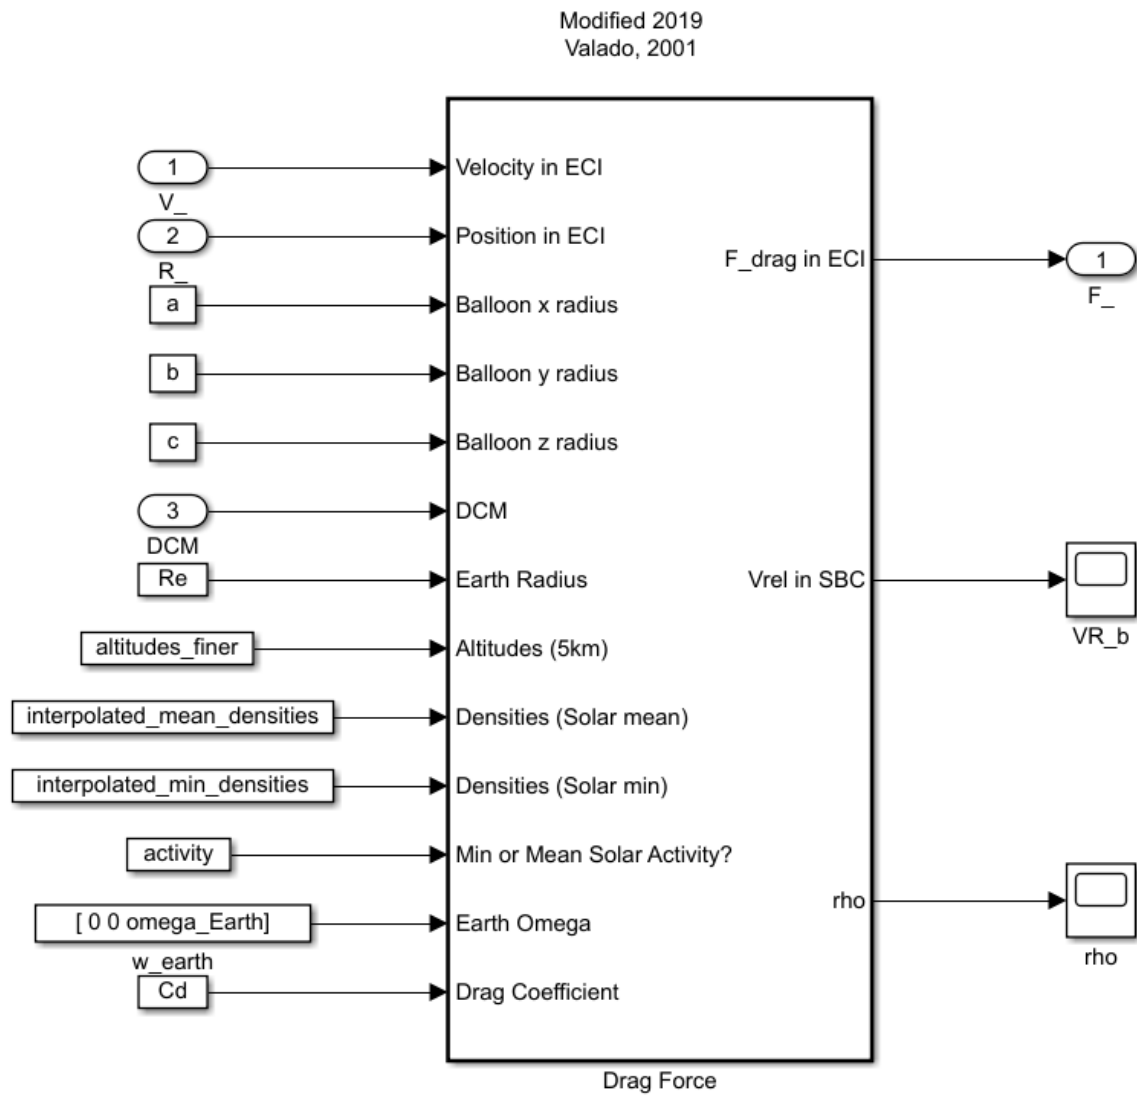 Modified 2019
Valado, 2001
1
V_
Velocity in ECI
2
R_
Position in ECI
a
Balloon x radius
b
Balloon y radius
c
Balloon z radius
3
DCM
DCM
Re
Earth Radius
altitudes_finer
Altitudes (5km)
interpolated_mean_densities
Densities (Solar mean)
interpolated_min_densities
Densities (Solar min)
activity
Min or Mean Solar Activity?
[ 0 0 omega_Earth]
w_earth
Earth Omega
Cd
Drag Coefficient
F_drag in ECI
1
F_
Vrel in SBC
VR_b
rho
rho
Drag Force